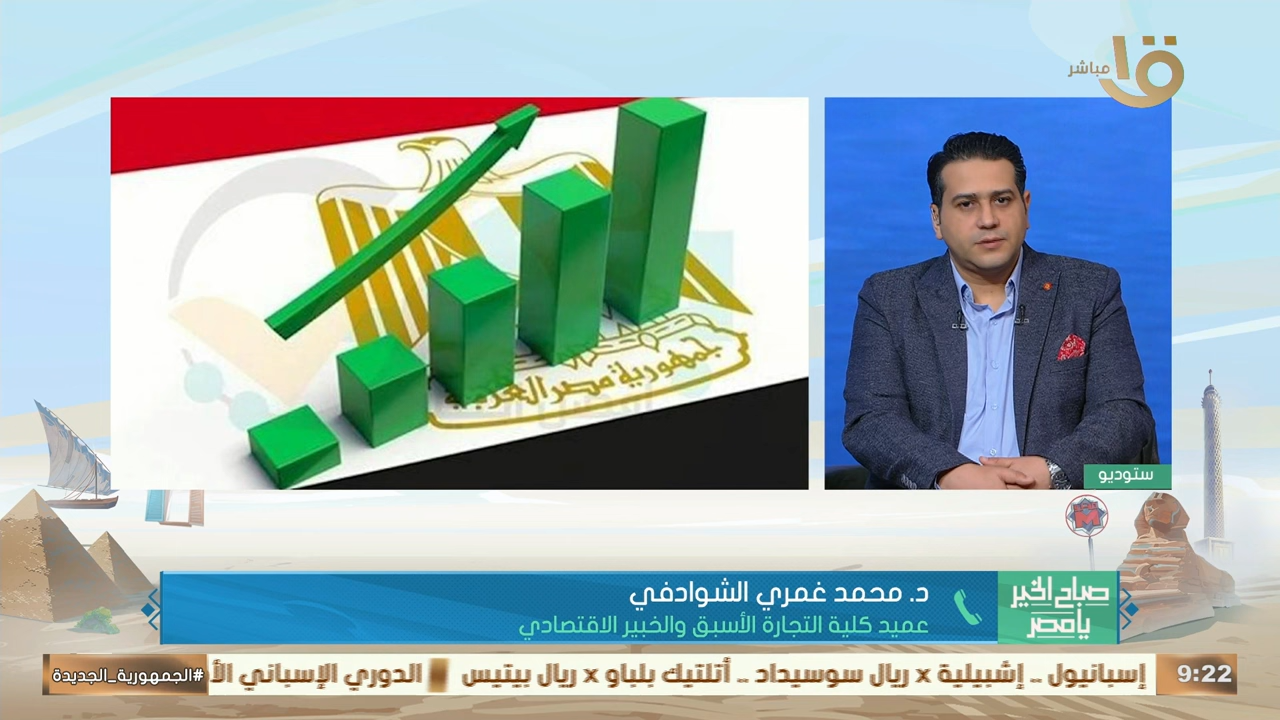 مباشر
جمهورية مصر العربية
ستوديو
صباح الخير
يا مصر
د. محمد غمري الشوادفي
عميد كلية التجارة الأسبق والخبير الاقتصادي
9:22
إسبانيول .. إشبيلية x ريال سوسيداد .. أتلتيك بلباو x ريال بيتيس
الدوري الإسباني الأ
#الجمهورية_الجديدة